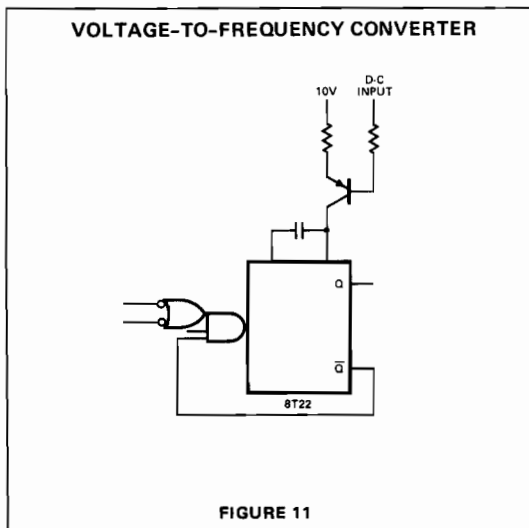 VOLTAGE-TO-FREQUENCY CONVERTER
D-C
10V INPUT
Q
Q̅
8T22
FIGURE 11